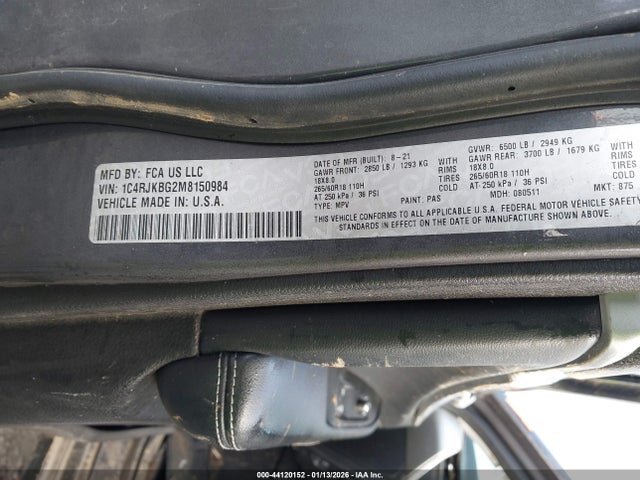 MFD BY: FCA US LLC
VIN: 1C4RJKBG2M8150984
VEHICLE MADE IN: U.S.A.
DATE OF MFR (BUILT): 8-21
GAWR FRONT: 2850 LB / 1293 KG
18X8.0
265/60R18 110H
AT 250 kPa / 36 PSI
TYPE: MPV
PAINT: PAS
WITH
RIMS
TIRES
GVWR: 6500 LB / 2949 KG
GAWR REAR: 3700 LB / 1679 KG
18X8.0
265/60R18 110H
AT 250 kPa / 36 PSI
MDH: 080511
WITH
RIMS
TIRES
MKT: 875
THIS VEHICLE CONFORMS TO ALL APPLICABLE U.S.A. FEDERAL MOTOR VEHICLE SAFETY
STANDARDS IN EFFECT ON THE DATE OF MANUFACTURE SHOWN ABOVE.
000-44120152 - 01/13/2026 - IAAI.COM